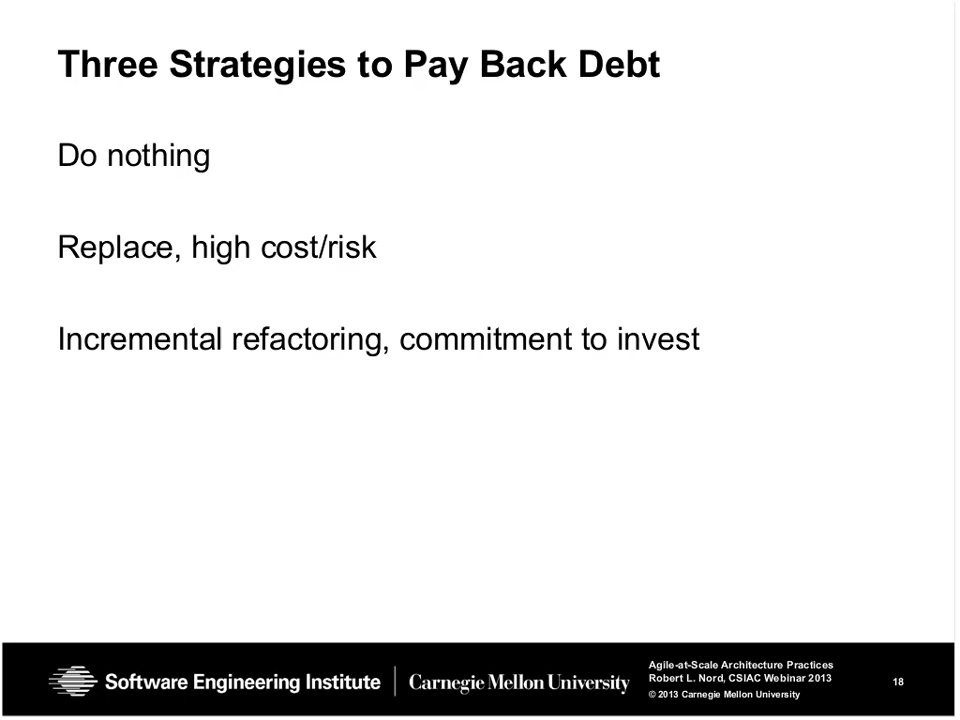 Three Strategies to Pay Back Debt
Do nothing
Replace, high cost/risk
Incremental refactoring, commitment to invest
Software Engineering Institute
Carnegie Mellon University
Agile-at-Scale Architecture Practices
Robert L. Nord, CSIAC Webinar 2013
© 2013 Carnegie Mellon University
18